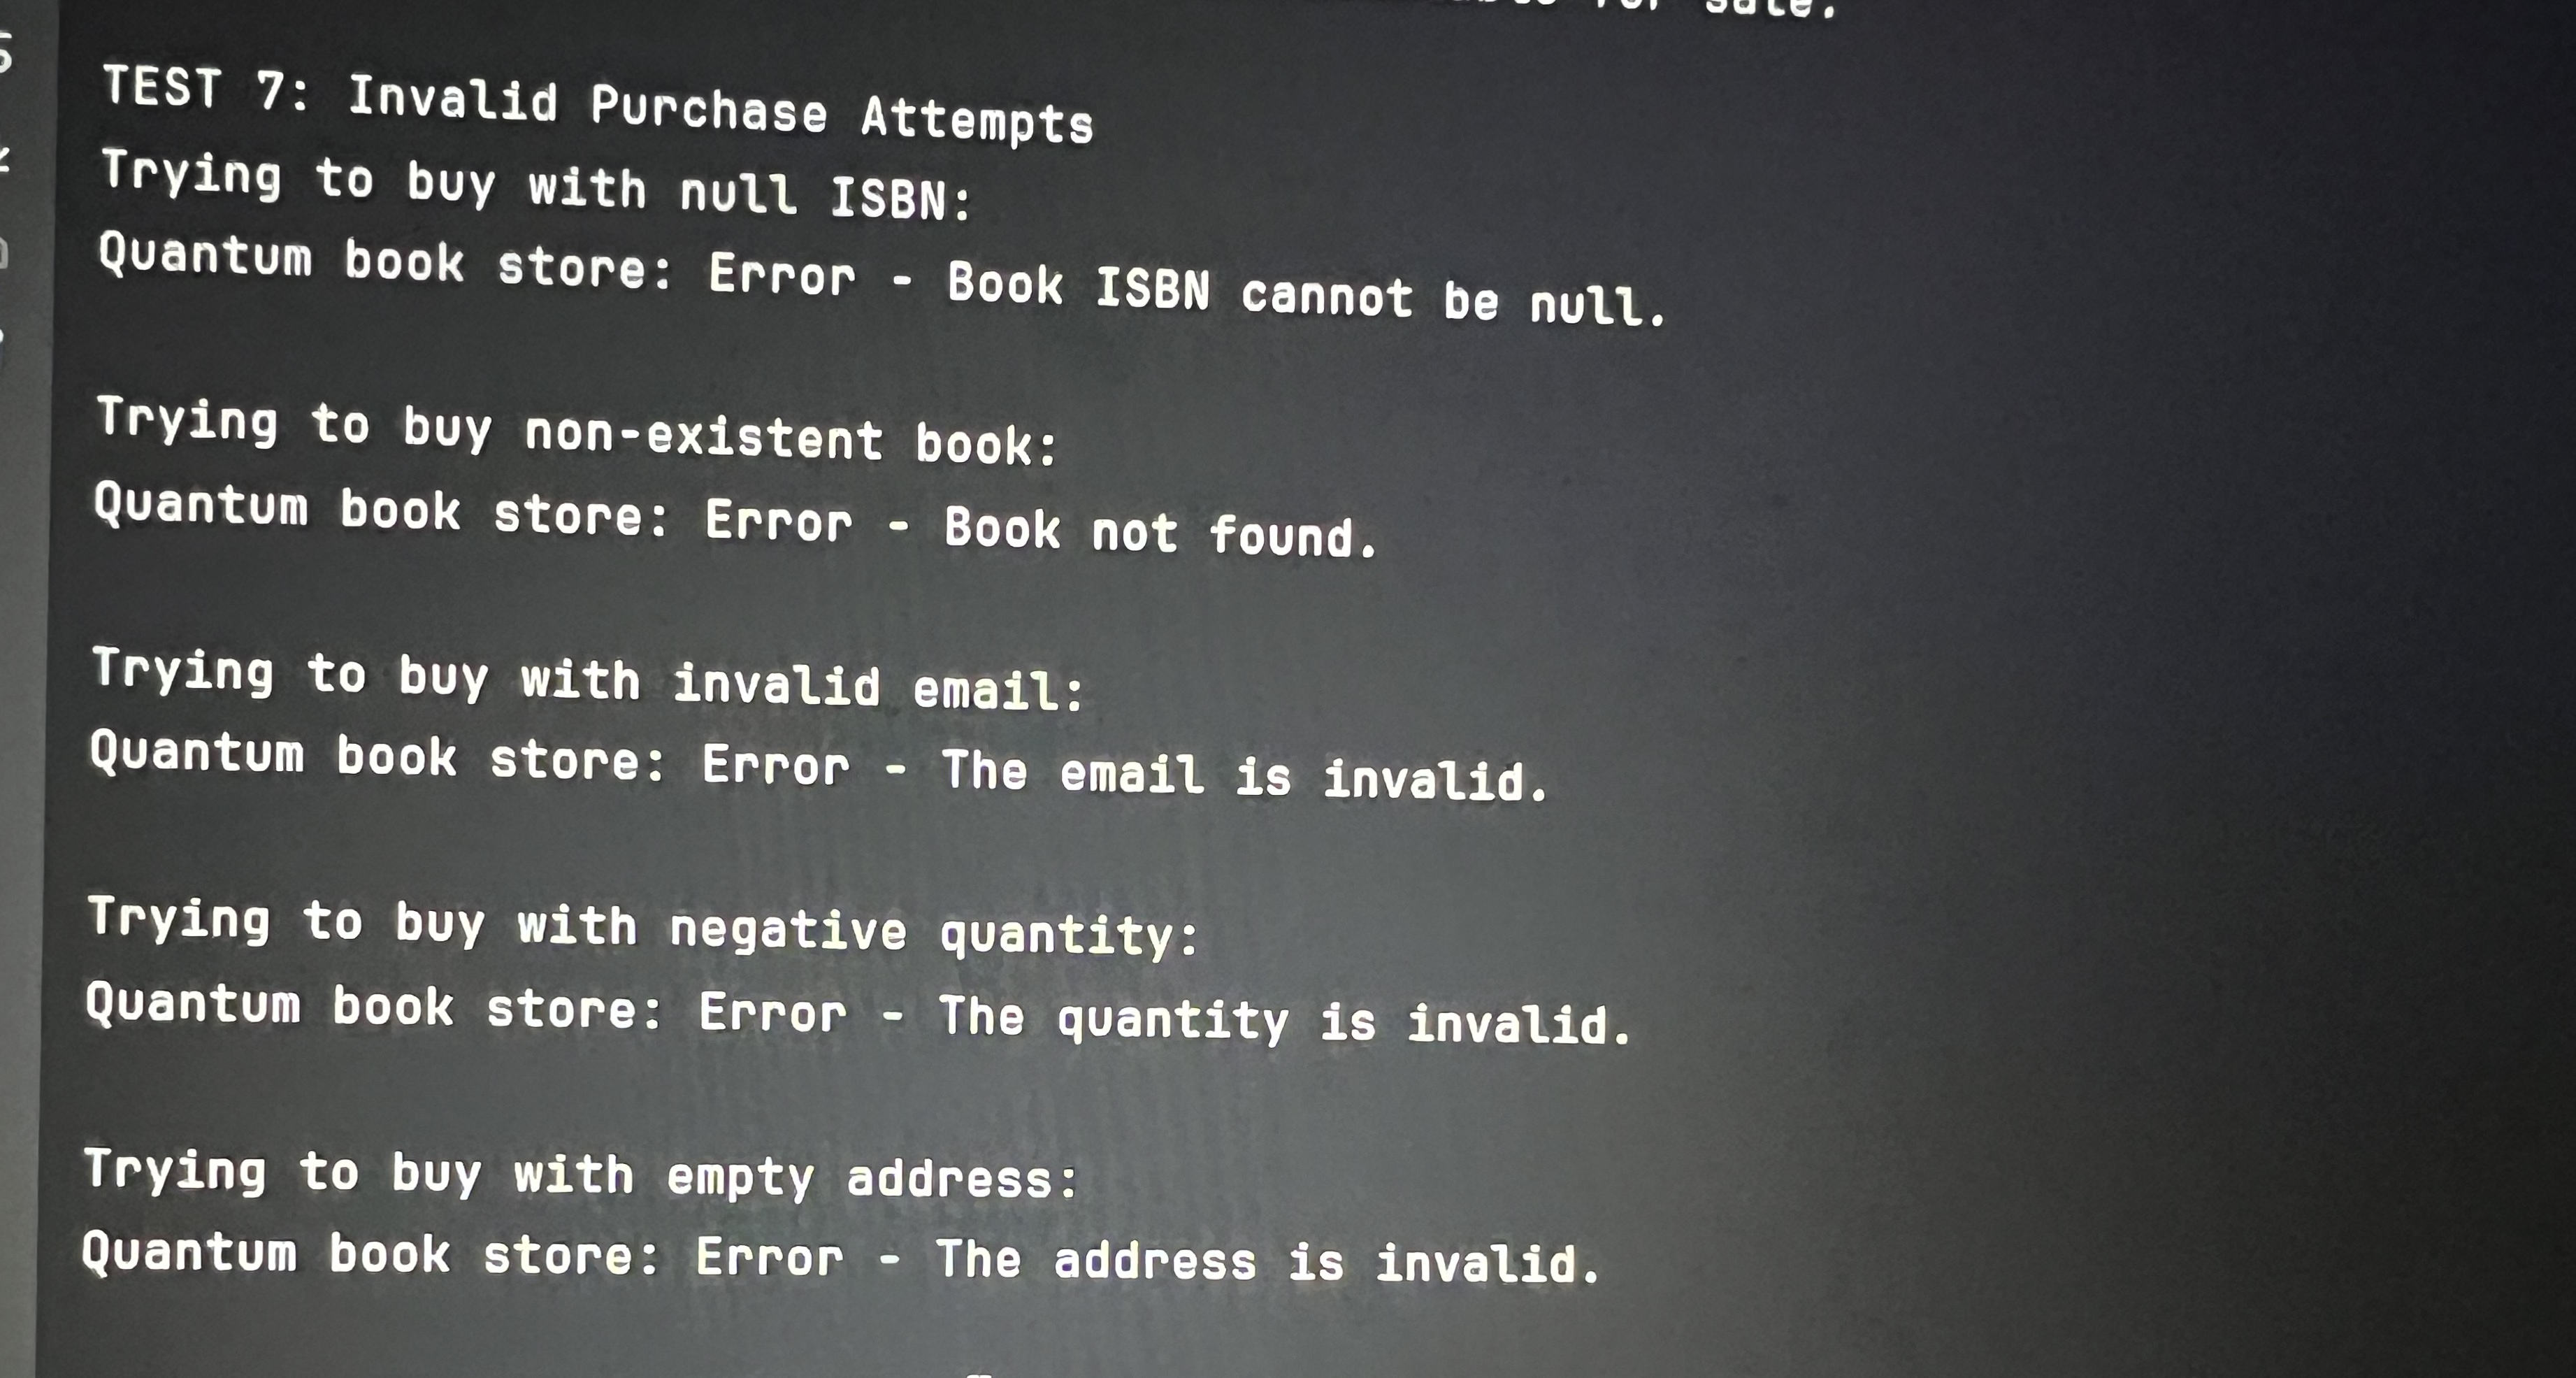 for sale.
TEST 7: Invalid Purchase Attempts
Trying to buy with null ISBN:
Quantum book store: Error - Book ISBN cannot be null.
Trying to buy non-existent book:
Quantum book store: Error - Book not found.
Trying to buy with invalid email:
Quantum book store: Error - The email is invalid.
Trying to buy with negative quantity:
Quantum book store: Error - The quantity is invalid.
Trying to buy with empty address:
Quantum book store: Error - The address is invalid.